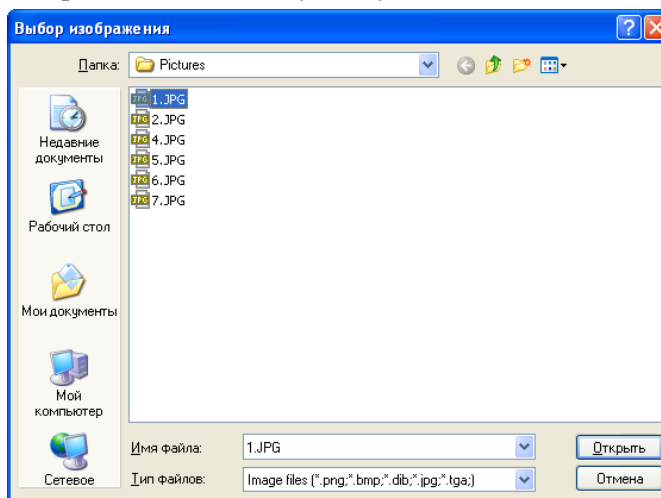 Выбор изображения
Папка:
Pictures
1.JPG
2.JPG
4.JPG
5.JPG
6.JPG
7.JPG
Недавние
документы
Рабочий стол
Мои документы
Мой
компьютер
Сетевое
Имя файла:
1.JPG
Открыть
Тип файлов:
Image files (*.png;*.bmp;*.dib;*.jpg;*.tga;)
Отмена